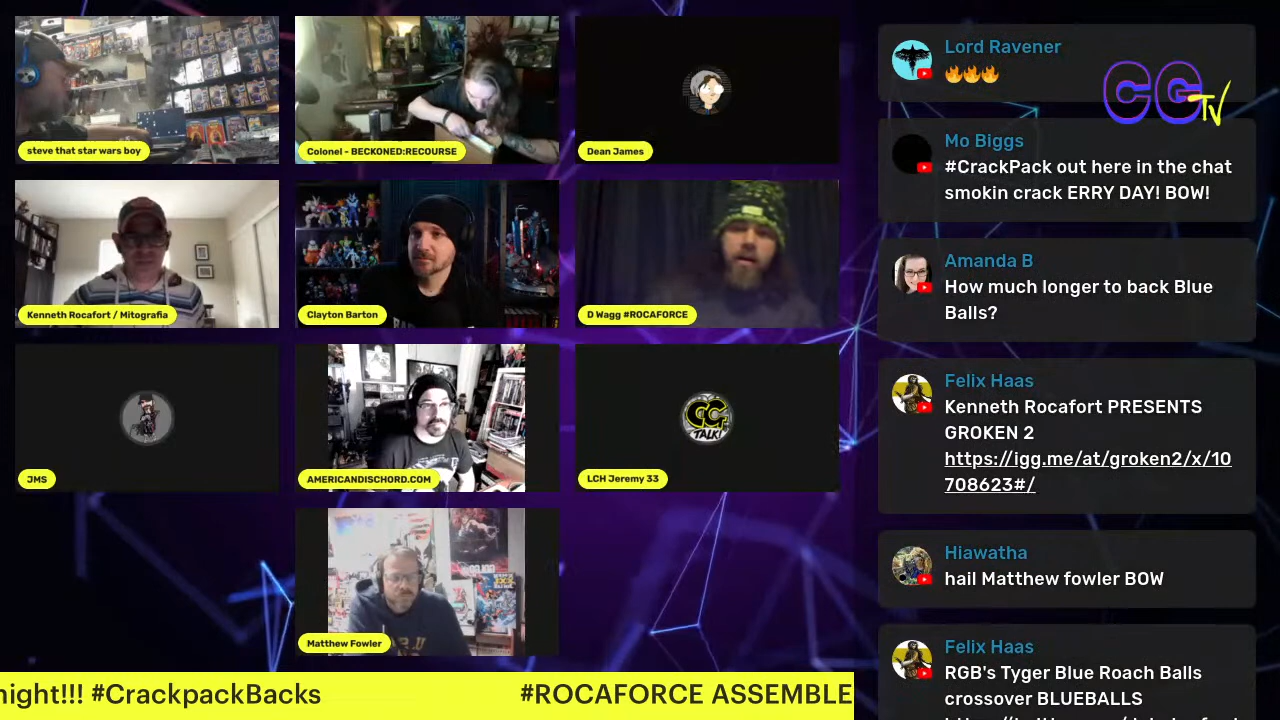 steve that star wars boy
Colonel - BECKONED:RECOURSE
Dean James
Kenneth Rocafort / Mitografia
Clayton Barton
D Wagg #ROCAFORCE
JMS
AMERICANDISCHORD.COM
CG
TALK!
LCH Jeremy 33
Matthew Fowler
night!!! #CrackpackBacks
#ROCAFORCE ASSEMBLE
CG TV
Lord Ravener
🔥🔥🔥
Mo Biggs
#CrackPack out here in the chat
smokin crack ERRY DAY! BOW!
Amanda B
How much longer to back Blue
Balls?
Felix Haas
Kenneth Rocafort PRESENTS
GROKEN 2
https://igg.me/at/groken2/x/10
708623#/
Hiawatha
hail Matthew fowler BOW
Felix Haas
RGB's Tyger Blue Roach Balls
crossover BLUEBALLS